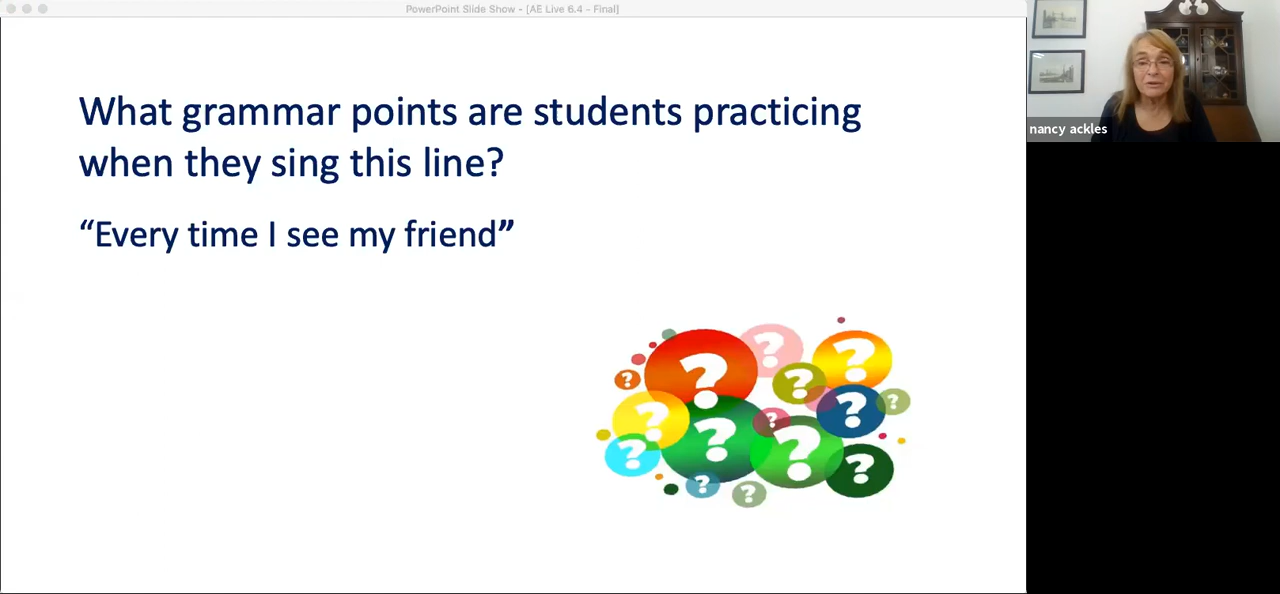 PowerPoint Slide Show - [AE Live 6.4 - Final]
What grammar points are students practicing
when they sing this line?
“Every time I see my friend”
nancy ackles
? ? ? ? ? ? ? ? ? ? ? ? ? ?